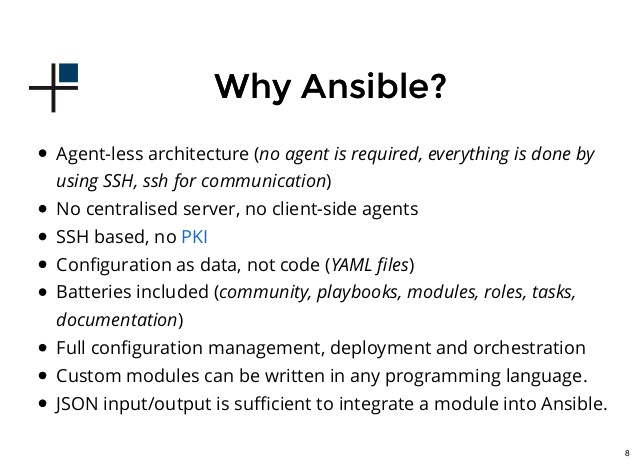 Why Ansible?
• Agent-less architecture (no agent is required, everything is done by
using SSH, ssh for communication)
• No centralised server, no client-side agents
• SSH based, no PKI
• Configuration as data, not code (YAML files)
• Batteries included (community, playbooks, modules, roles, tasks,
documentation)
• Full configuration management, deployment and orchestration
• Custom modules can be written in any programming language.
• JSON input/output is sufficient to integrate a module into Ansible.
8